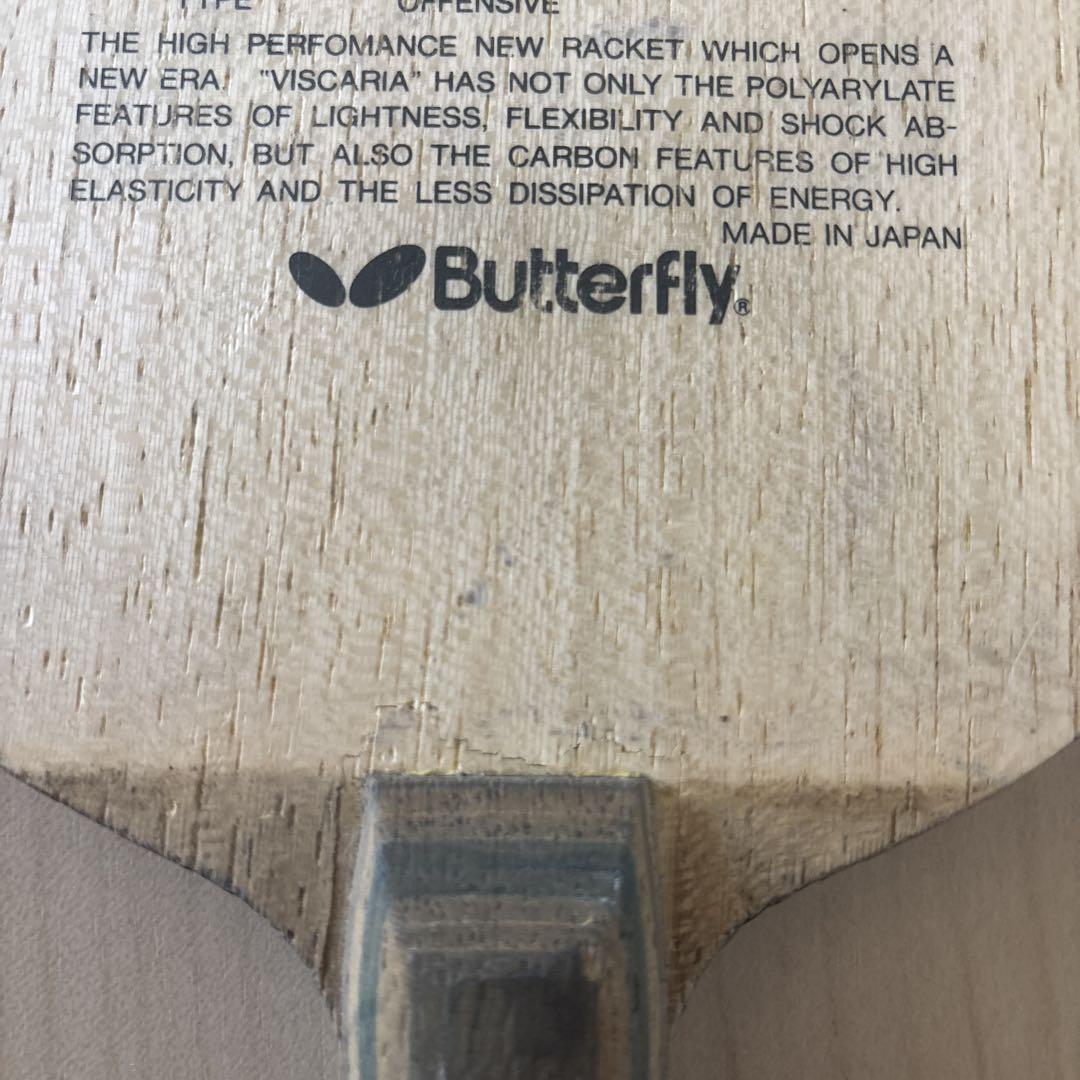 TYPE OFFENSIVE
THE HIGH PERFOMANCE NEW RACKET WHICH OPENS A
NEW ERA. "VISCARIA" HAS NOT ONLY THE POLYARYLATE
FEATURES OF LIGHTNESS, FLEXIBILITY AND SHOCK AB-
SORPTION, BUT ALSO THE CARBON FEATURES OF HIGH
ELASTICITY AND THE LESS DISSIPATION OF ENERGY.
MADE IN JAPAN
Butterfly®